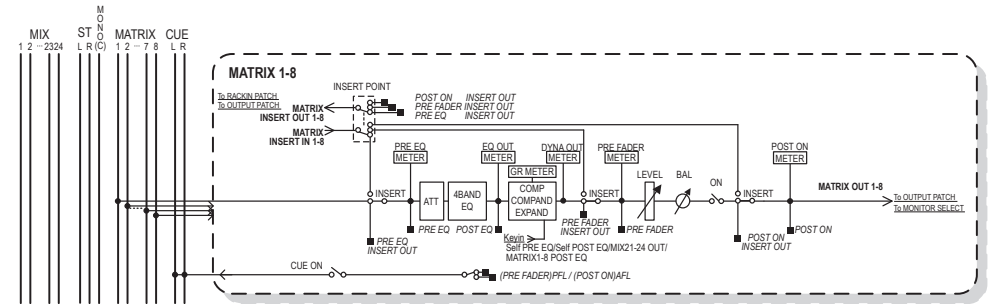 MIX
ST
MONO(C)
MATRIX
CUE
1 2 ··· 2324
L R
1 2 ··· 7 8
L R
MATRIX 1-8
INSERT POINT
To RACKIN PATCH
To OUTPUT PATCH
MATRIX
INSERT OUT 1-8
POST ON INSERT OUT
PRE FADER INSERT OUT
PRE EQ INSERT OUT
MATRIX
INSERT IN 1-8
PRE EQ
METER
EQ OUT
METER
DYNA OUT
METER
PRE FADER
METER
POST ON
METER
GR METER
LEVEL
BAL
ON
INSERT
ATT
4BAND
EQ
COMP
COMPAND
EXPAND
INSERT
INSERT
MATRIX OUT 1-8
To OUTPUT PATCH
To MONITOR SELECT
PRE EQ
INSERT OUT
PRE EQ
POST EQ
PRE FADER
INSERT OUT
PRE FADER
POST ON
INSERT OUT
POST ON
Keyin
Self PRE EQ/Self POST EQ/MIX21-24 OUT/
MATRIX1-8 POST EQ
CUE ON
(PRE FADER)PFL / (POST ON)AFL